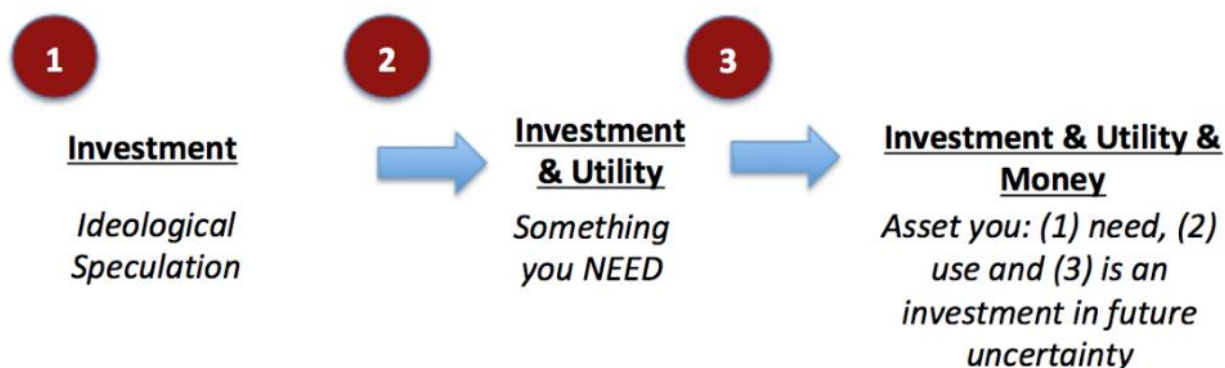 1
Investment
Ideological
Speculation
2
Investment
& Utility
Something
you NEED
3
Investment & Utility &
Money
Asset you: (1) need, (2)
use and (3) is an
investment in future
uncertainty